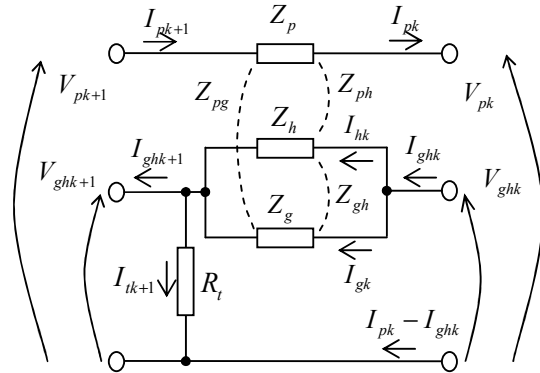 I_{pk+1} Z_p I_{pk}
V_{pk+1} Z_{pg} Z_{ph} V_{pk}
Z_h I_{hk}
I_{ghk+1} I_{ghk}
V_{ghk+1} Z_{gh} V_{ghk}
Z_g
I_{gk}
I_{tk+1} R_t
I_{pk} − I_{ghk}